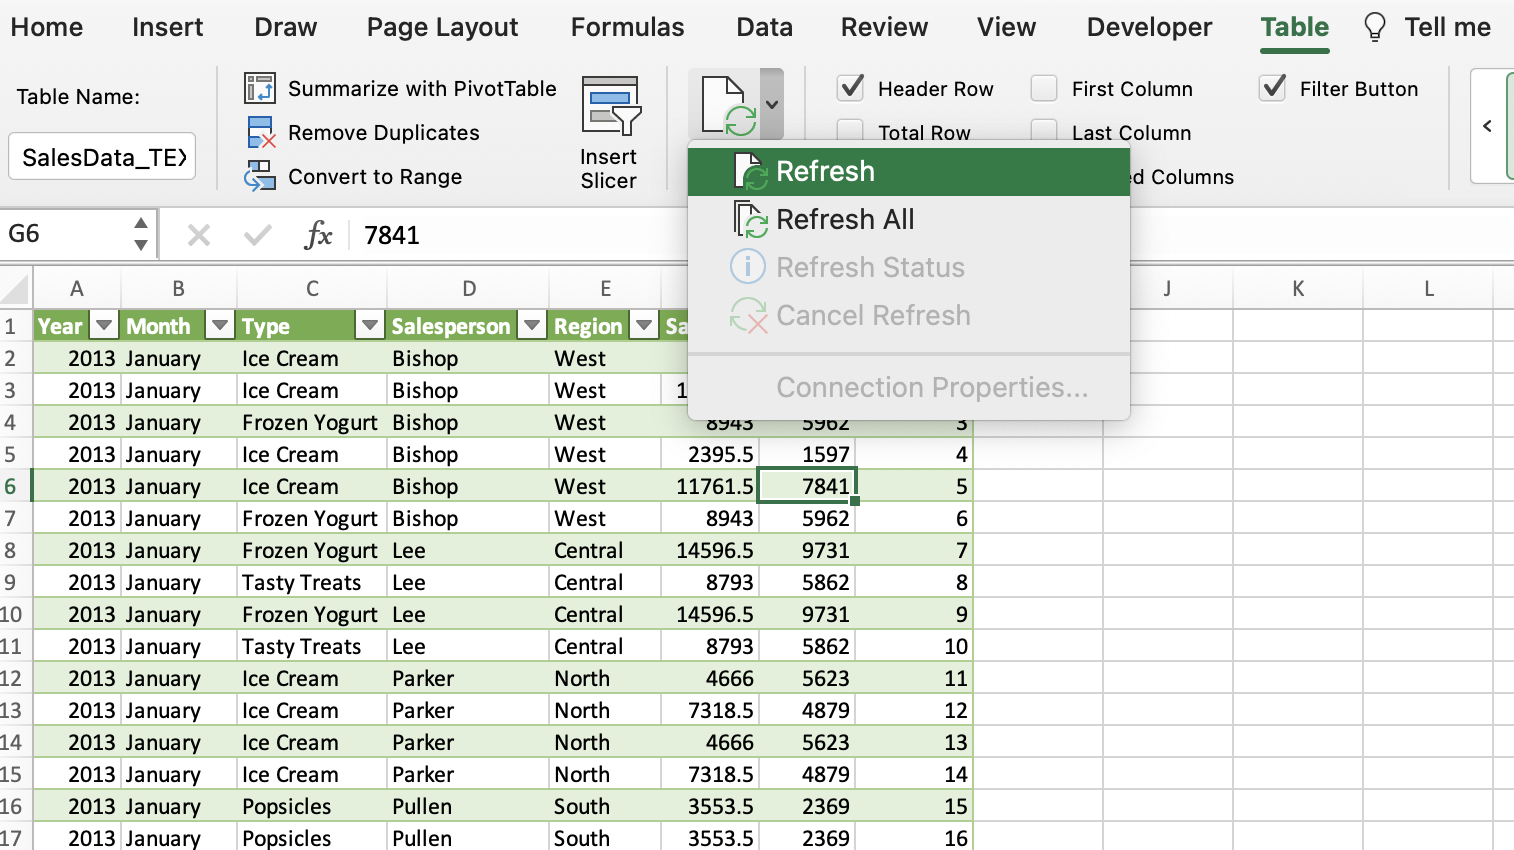 Home Insert Draw Page Layout Formulas Data Review View Developer Table Tell me
Table Name:
SalesData_TEX
Summarize with PivotTable
Remove Duplicates
Convert to Range
Insert
Slicer
Header Row First Column Filter Button
Total Row Last Column
Columns
Refresh
Refresh All
Refresh Status
Cancel Refresh
Connection Properties...
G6 fx 7841
A B C D E J K L
1 Year Month Type Salesperson Region Sa
2 2013 January Ice Cream Bishop West
3 2013 January Ice Cream Bishop West 1
4 2013 January Frozen Yogurt Bishop West 8943 5962 3
5 2013 January Ice Cream Bishop West 2395.5 1597 4
6 2013 January Ice Cream Bishop West 11761.5 7841 5
7 2013 January Frozen Yogurt Bishop West 8943 5962 6
8 2013 January Frozen Yogurt Lee Central 14596.5 9731 7
9 2013 January Tasty Treats Lee Central 8793 5862 8
10 2013 January Frozen Yogurt Lee Central 14596.5 9731 9
11 2013 January Tasty Treats Lee Central 8793 5862 10
12 2013 January Ice Cream Parker North 4666 5623 11
13 2013 January Ice Cream Parker North 7318.5 4879 12
14 2013 January Ice Cream Parker North 4666 5623 13
15 2013 January Ice Cream Parker North 7318.5 4879 14
16 2013 January Popsicles Pullen South 3553.5 2369 15
17 2013 January Popsicles Pullen South 3553.5 2369 16